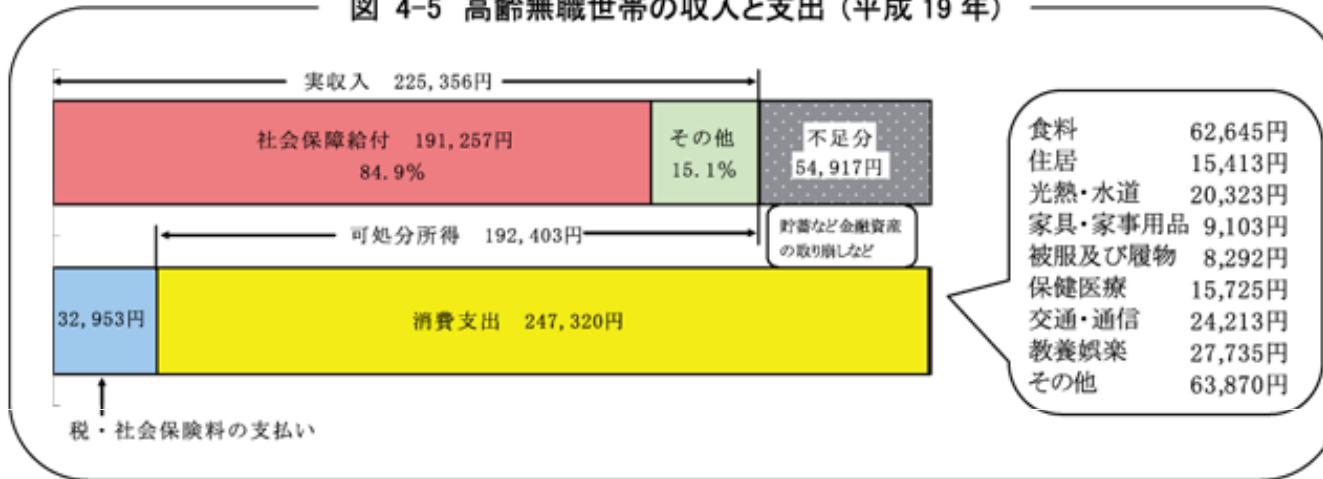 図 4-5 高齢無職世帯の収入と支出（平成 19 年）
実収入 225,356円
社会保障給付 191,257円
84.9%
その他
15.1%
不足分
54,917円
可処分所得 192,403円
貯蓄など金融資産
の取り崩しなど
32,953円
消費支出 247,320円
税・社会保険料の支払い
食料 62,645円
住居 15,413円
光熱・水道 20,323円
家具・家事用品 9,103円
被服及び履物 8,292円
保健医療 15,725円
交通・通信 24,213円
教養娯楽 27,735円
その他 63,870円